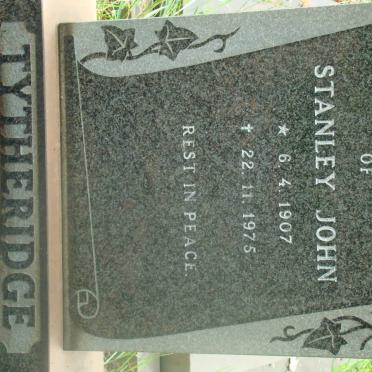 OF
STANLEY JOHN
★ 6. 4. 1907
✝ 22. 11. 1975
REST IN PEACE.
TYTHERIDGE